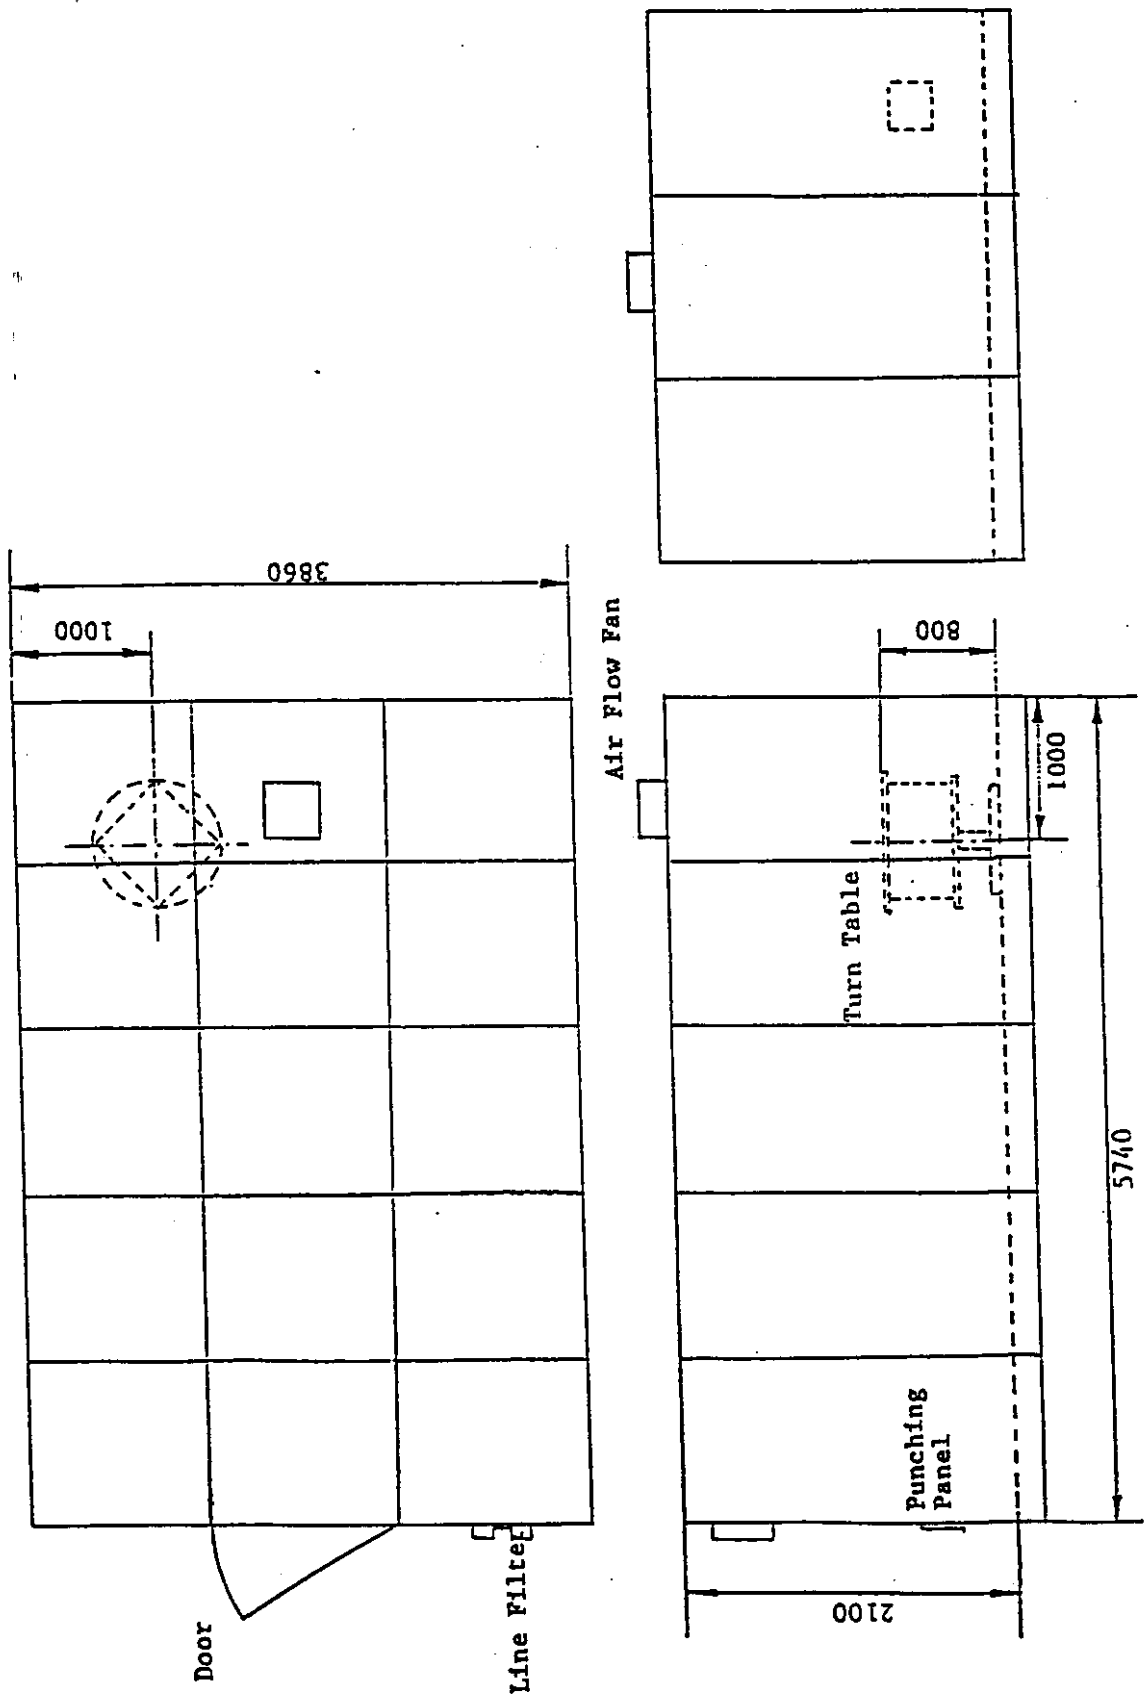 3860
1000
Door
Line Filter
Air Flow Fan
800
Turn Table
1000
Punching
Panel
5740
2100